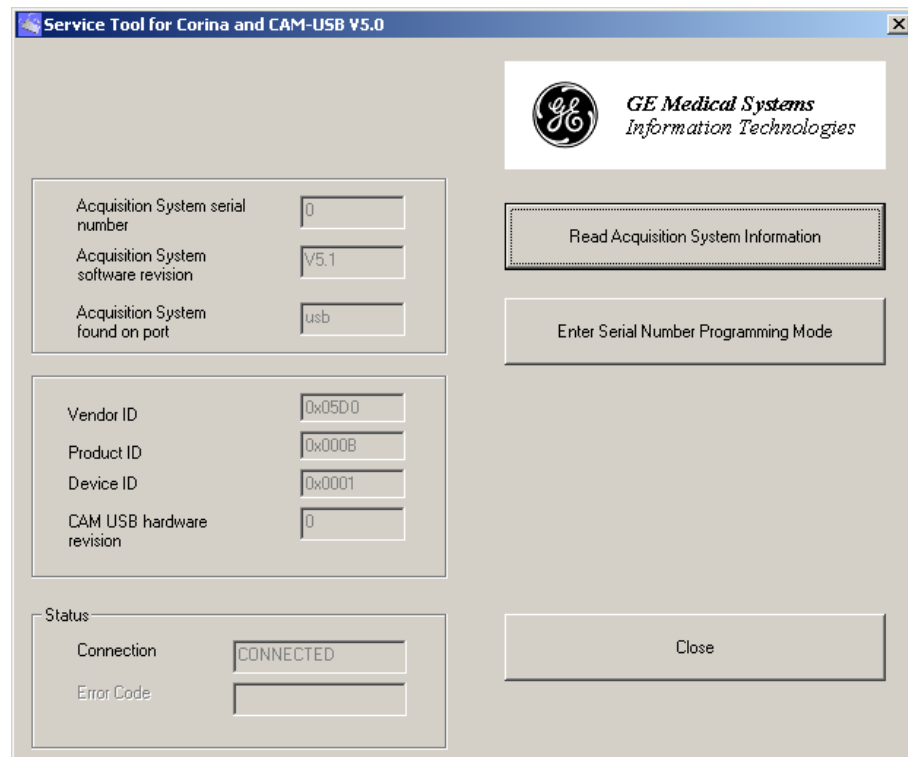 Service Tool for Corina and CAM-USB V5.0
GE Medical Systems
Information Technologies
Acquisition System serial
number
0
Acquisition System
software revision
V5.1
Acquisition System
found on port
usb
Read Acquisition System Information
Enter Serial Number Programming Mode
Vendor ID
0x05D0
Product ID
0x000B
Device ID
0x0001
CAM USB hardware
revision
0
Status
Connection
CONNECTED
Error Code
Close